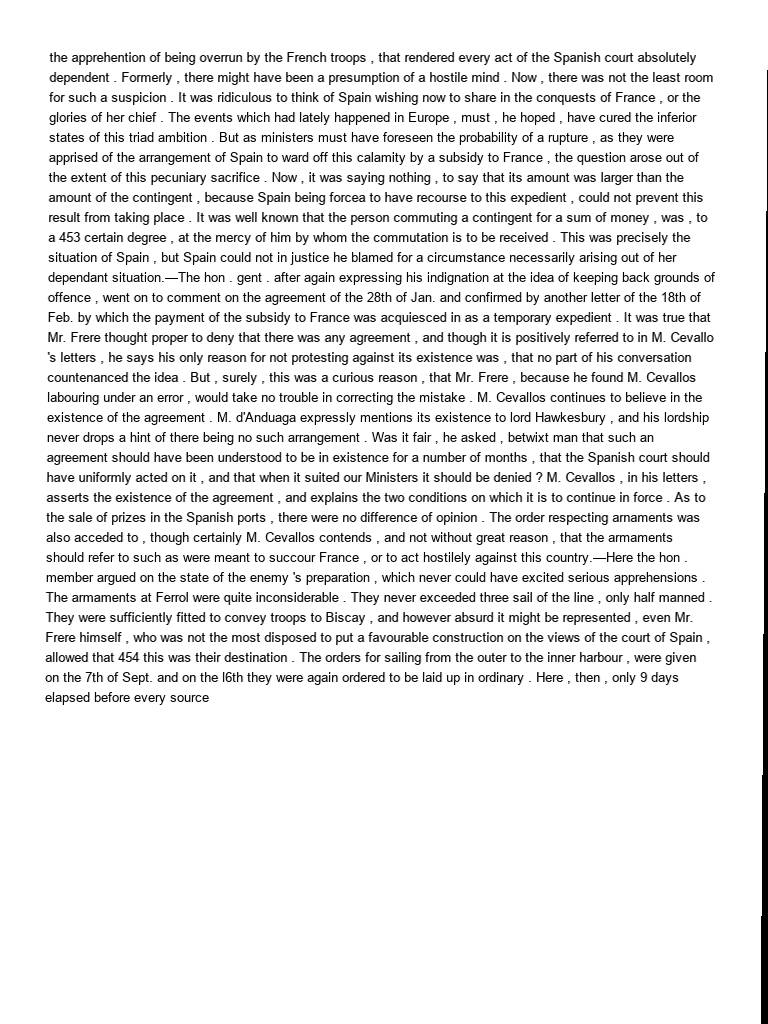 the apprehention of being overrun by the French troops , that rendered every act of the Spanish court absolutely
dependent . Formerly , there might have been a presumption of a hostile mind . Now , there was not the least room
for such a suspicion . It was ridiculous to think of Spain wishing now to share in the conquests of France , or the
glories of her chief . The events which had lately happened in Europe , must , he hoped , have cured the inferior
states of this triad ambition . But as ministers must have foreseen the probability of a rupture , as they were
apprised of the arrangement of Spain to ward off this calamity by a subsidy to France , the question arose out of
the extent of this pecuniary sacrifice . Now , it was saying nothing , to say that its amount was larger than the
amount of the contingent , because Spain being forcea to have recourse to this expedient , could not prevent this
result from taking place . It was well known that the person commuting a contingent for a sum of money , was , to
a 453 certain degree , at the mercy of him by whom the commutation is to be received . This was precisely the
situation of Spain , but Spain could not in justice he blamed for a circumstance necessarily arising out of her
dependant situation.—The hon . gent . after again expressing his indignation at the idea of keeping back grounds of
offence , went on to comment on the agreement of the 28th of Jan. and confirmed by another letter of the 18th of
Feb. by which the payment of the subsidy to France was acquiesced in as a temporary expedient . It was true that
Mr. Frere thought proper to deny that there was any agreement , and though it is positively referred to in M. Cevallo
's letters , he says his only reason for not protesting against its existence was , that no part of his conversation
countenanced the idea . But , surely , this was a curious reason , that Mr. Frere , because he found M. Cevallos
labouring under an error , would take no trouble in correcting the mistake . M. Cevallos continues to believe in the
existence of the agreement . M. d'Anduaga expressly mentions its existence to lord Hawkesbury , and his lordship
never drops a hint of there being no such arrangement . Was it fair , he asked , betwixt man that such an
agreement should have been understood to be in existence for a number of months , that the Spanish court should
have uniformly acted on it , and that when it suited our Ministers it should be denied ? M. Cevallos , in his letters ,
asserts the existence of the agreement , and explains the two conditions on which it is to continue in force . As to
the sale of prizes in the Spanish ports , there were no difference of opinion . The order respecting arnaments was
also acceded to , though certainly M. Cevallos contends , and not without great reason , that the armaments
should refer to such as were meant to succour France , or to act hostilely against this country.—Here the hon .
member argued on the state of the enemy 's preparation , which never could have excited serious apprehensions .
The armaments at Ferrol were quite inconsiderable . They never exceeded three sail of the line , only half manned .
They were sufficiently fitted to convey troops to Biscay , and however absurd it might be represented , even Mr.
Frere himself , who was not the most disposed to put a favourable construction on the views of the court of Spain ,
allowed that 454 this was their destination . The orders for sailing from the outer to the inner harbour , were given
on the 7th of Sept. and on the l6th they were again ordered to be laid up in ordinary . Here , then , only 9 days
elapsed before every source